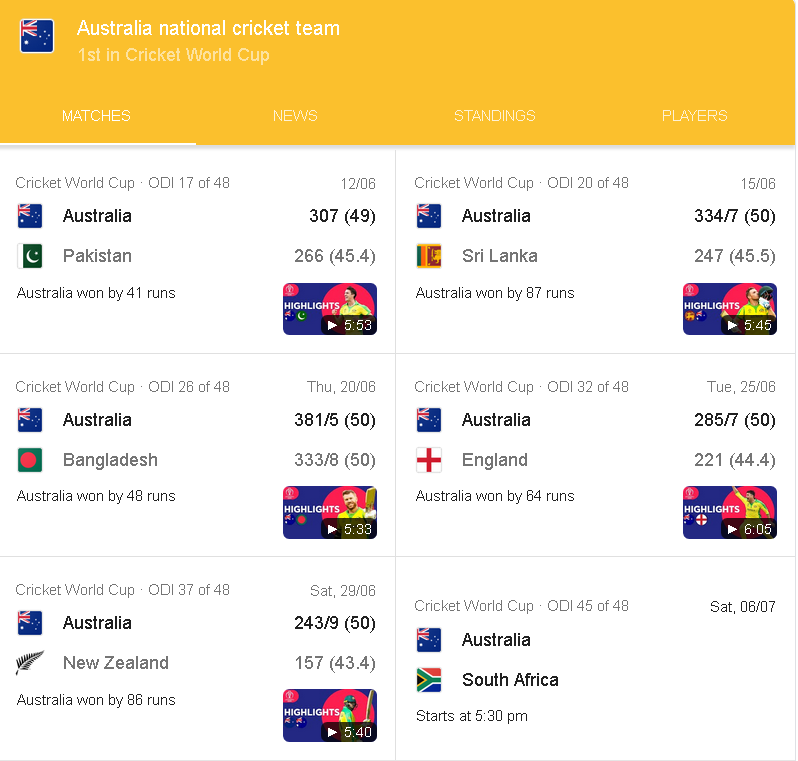 Australia national cricket team
1st in Cricket World Cup
MATCHES NEWS STANDINGS PLAYERS
Cricket World Cup · ODI 17 of 48 12/06
Australia 307 (49)
Pakistan 266 (45.4)
Australia won by 41 runs
HIGHLIGHTS
5:53
Cricket World Cup · ODI 20 of 48 15/06
Australia 334/7 (50)
Sri Lanka 247 (45.5)
Australia won by 87 runs
HIGHLIGHTS
5:45
Cricket World Cup · ODI 26 of 48 Thu, 20/06
Australia 381/5 (50)
Bangladesh 333/8 (50)
Australia won by 48 runs
HIGHLIGHTS
5:33
Cricket World Cup · ODI 32 of 48 Tue, 25/06
Australia 285/7 (50)
England 221 (44.4)
Australia won by 64 runs
HIGHLIGHTS
6:05
Cricket World Cup · ODI 37 of 48 Sat, 29/06
Australia 243/9 (50)
New Zealand 157 (43.4)
Australia won by 86 runs
HIGHLIGHTS
5:40
Cricket World Cup · ODI 45 of 48 Sat, 06/07
Australia
South Africa
Starts at 5:30 pm